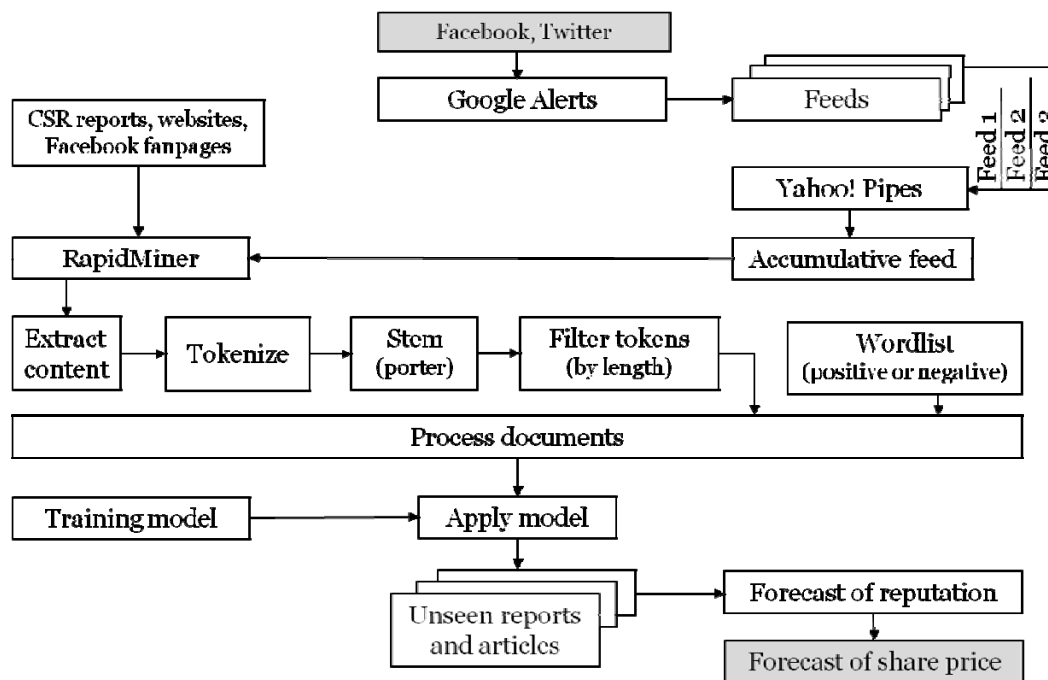 Facebook, Twitter
Google Alerts
Feeds
Feed 1
Feed 2
Feed 3
CSR reports, websites,
Facebook fanpages
Yahoo! Pipes
RapidMiner
Accumulative feed
Extract
content
Tokenize
Stem
(porter)
Filter tokens
(by length)
Wordlist
(positive or negative)
Process documents
Training model
Apply model
Unseen reports
and articles
Forecast of reputation
Forecast of share price